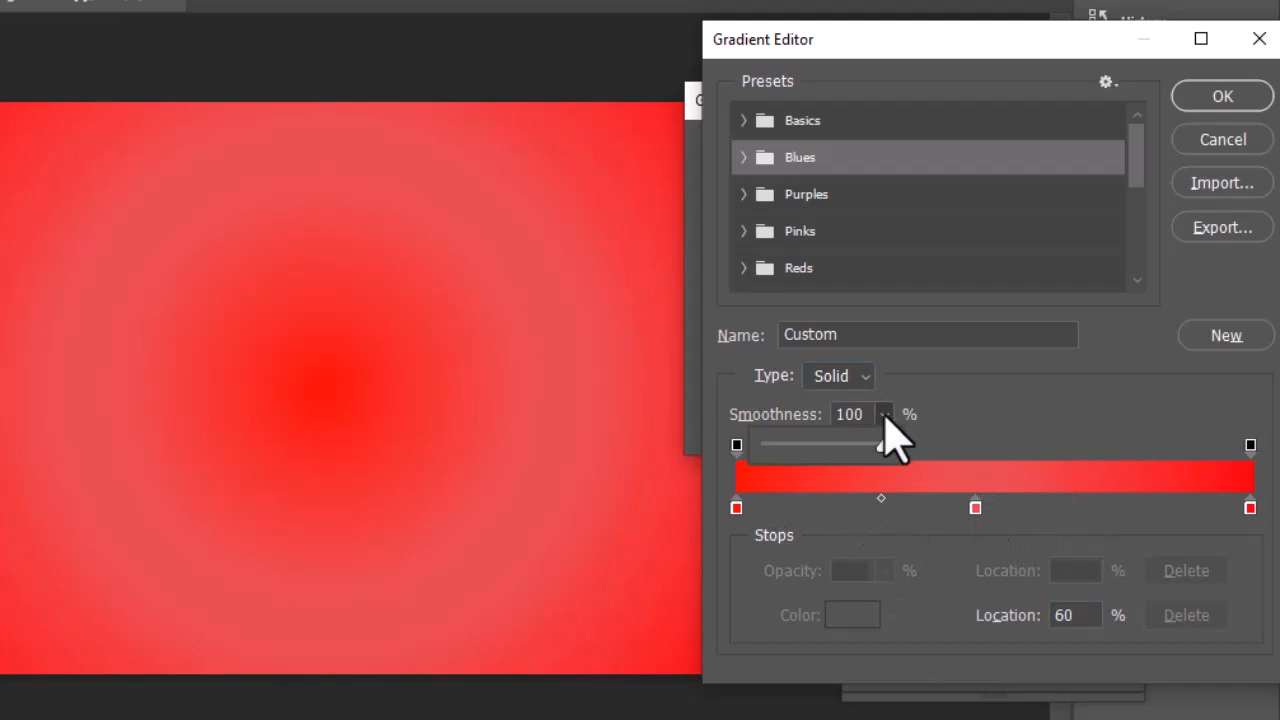 Gradient Editor
Presets
Basics
Blues
Purples
Pinks
Reds
OK
Cancel
Import...
Export...
Name: Custom
New
Type: Solid
Smoothness: 100 %
Stops
Opacity: %
Location: %
Delete
Color:
Location: 60 %
Delete